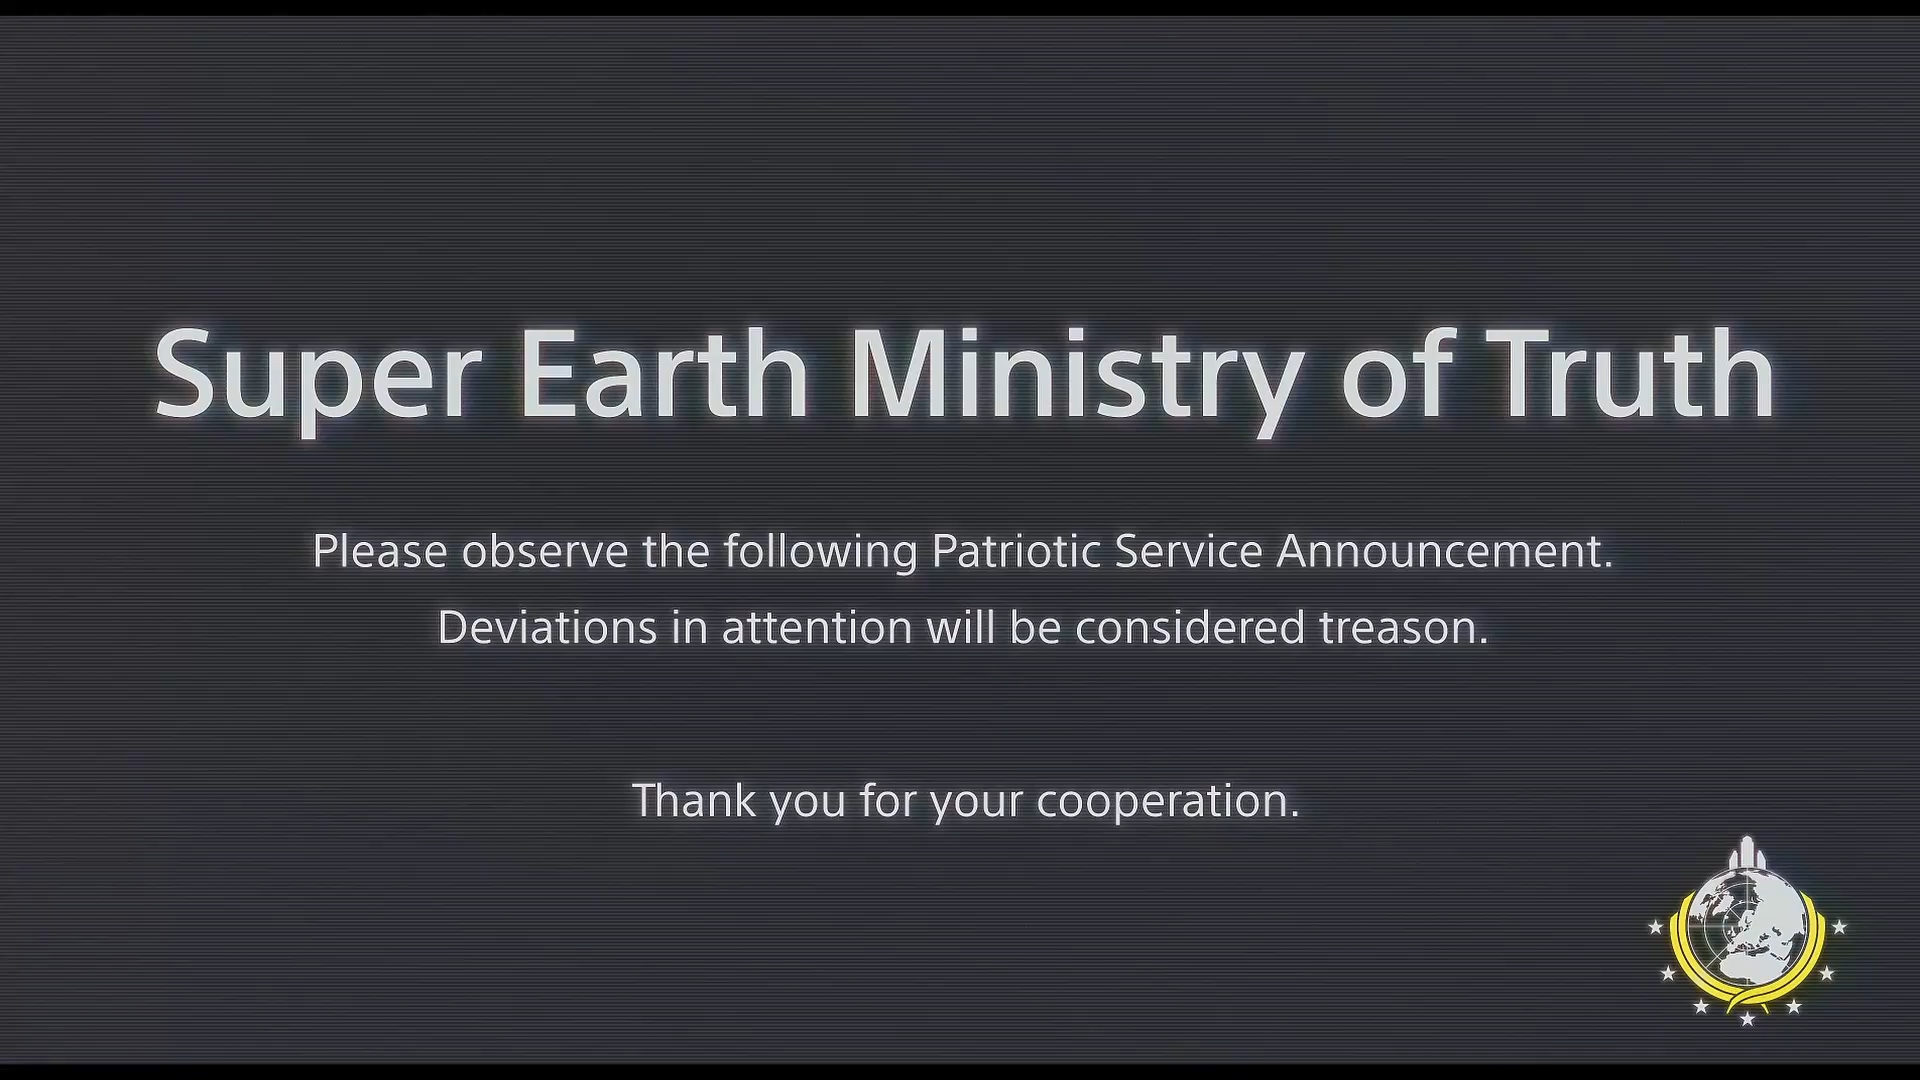 Super Earth Ministry of Truth
Please observe the following Patriotic Service Announcement.
Deviations in attention will be considered treason.
Thank you for your cooperation.